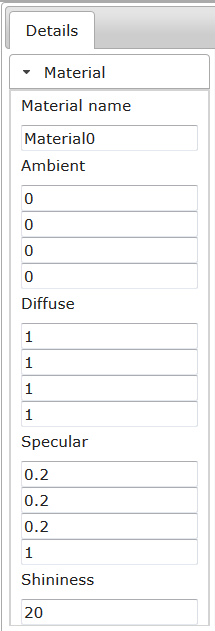 Details
Material
Material name
Material0
Ambient
0
0
0
0
Diffuse
1
1
1
1
Specular
0.2
0.2
0.2
1
Shininess
20